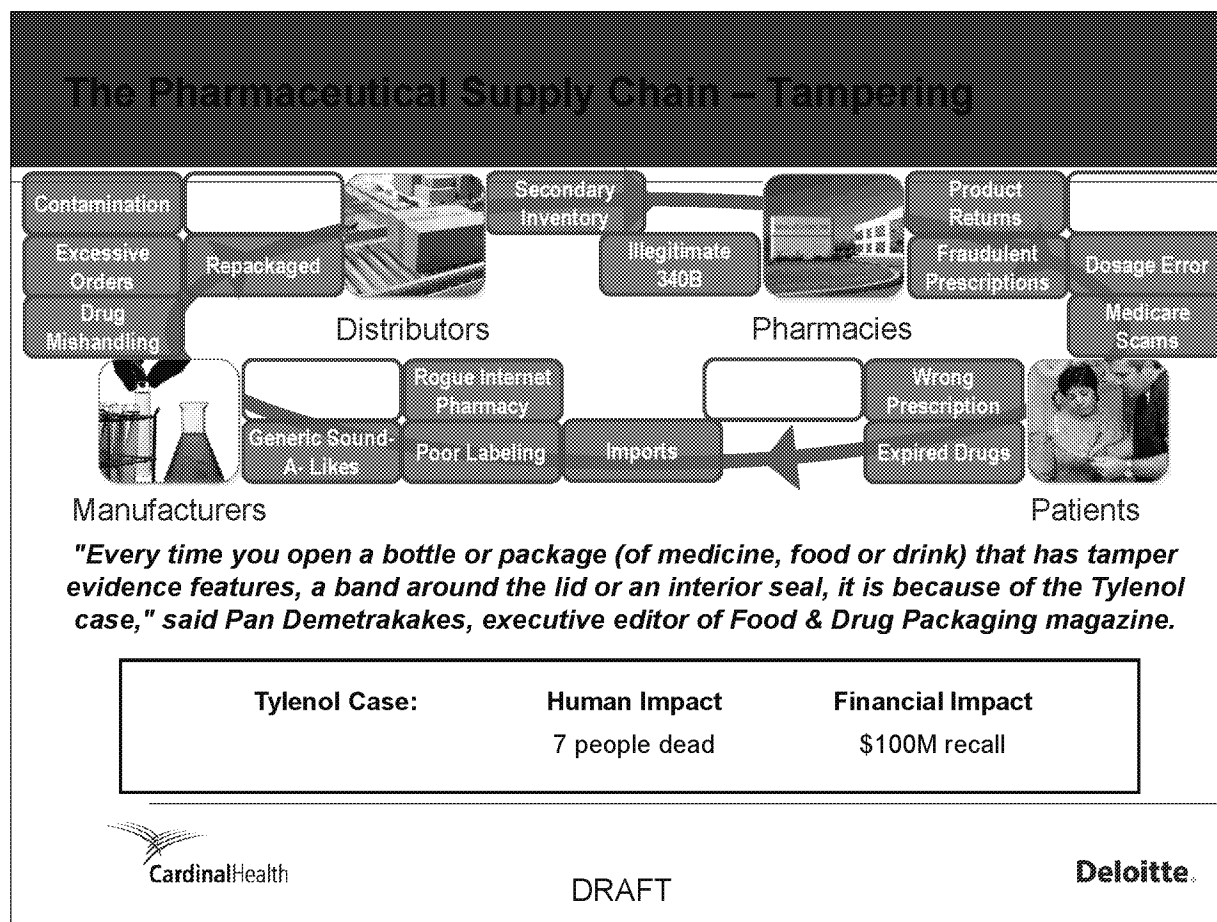 The Pharmaceutical Supply Chain – Tampering
Contamination
Excessive
Orders
Drug
Mishandling
Repackaged
Secondary
Inventory
Illegitimate
340B
Product
Returns
Fraudulent
Prescriptions
Dosage Error
Medicare
Scams
Distributors
Pharmacies
Generic Sound-
A- Likes
Rogue Internet
Pharmacy
Poor Labeling
Imports
Wrong
Prescription
Expired Drugs
Manufacturers
Patients
"Every time you open a bottle or package (of medicine, food or drink) that has tamper
evidence features, a band around the lid or an interior seal, it is because of the Tylenol
case," said Pan Demetrakakes, executive editor of Food & Drug Packaging magazine.
Tylenol Case: Human Impact Financial Impact
7 people dead $100M recall
CardinalHealth
DRAFT
Deloitte.